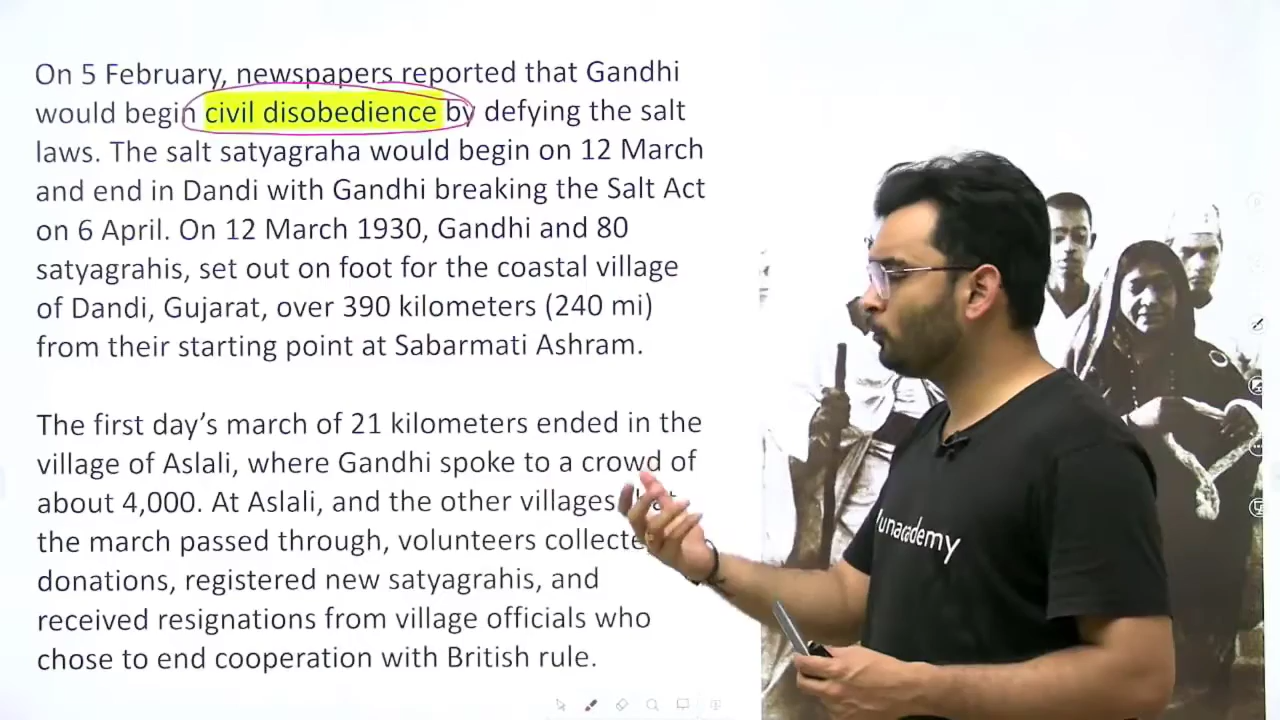 On 5 February, newspapers reported that Gandhi
would begin civil disobedience by defying the salt
laws. The salt satyagraha would begin on 12 March
and end in Dandi with Gandhi breaking the Salt Act
on 6 April. On 12 March 1930, Gandhi and 80
satyagrahis, set out on foot for the coastal village
of Dandi, Gujarat, over 390 kilometers (240 mi)
from their starting point at Sabarmati Ashram.
The first day's march of 21 kilometers ended in the
village of Aslali, where Gandhi spoke to a crowd of
about 4,000. At Aslali, and the other villages
the march passed through, volunteers
donations, registered new satyagrahis, and
received resignations from village officials who
chose to end cooperation with British rule.
unacademy